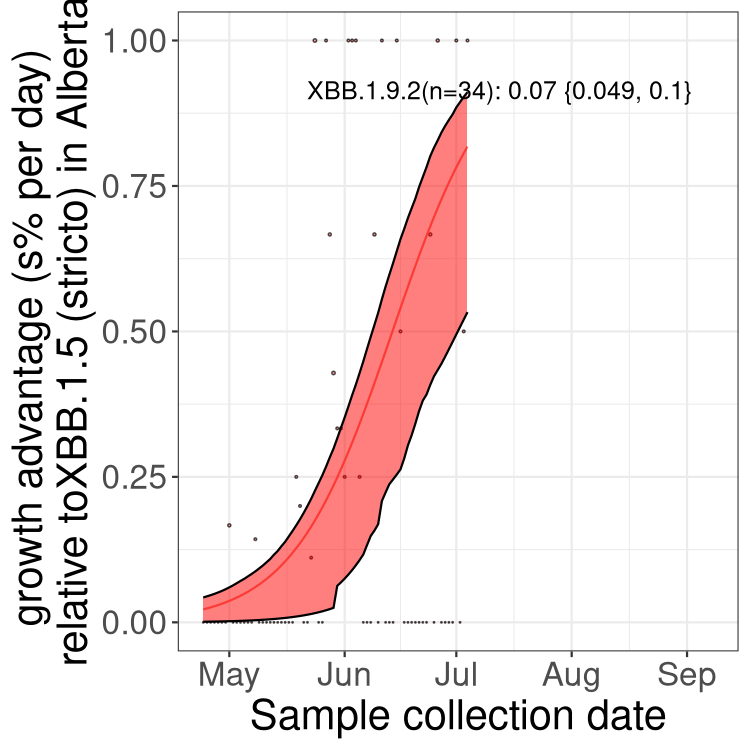 growth advantage (s% per day)
relative toXBB.1.5 (stricto) in Alberta
1.00
0.75
0.50
0.25
0.00
XBB.1.9.2(n=34): 0.07 {0.049, 0.1}
May Jun Jul Aug Sep
Sample collection date